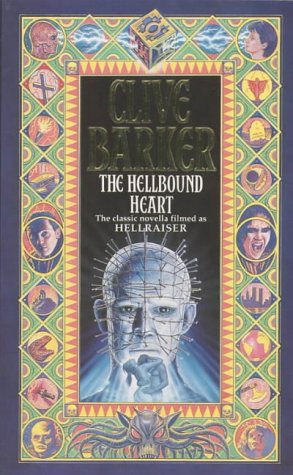 CLIVE
BARKER
THE HELLBOUND
HEART
The classic novella filmed as
HELLRAISER